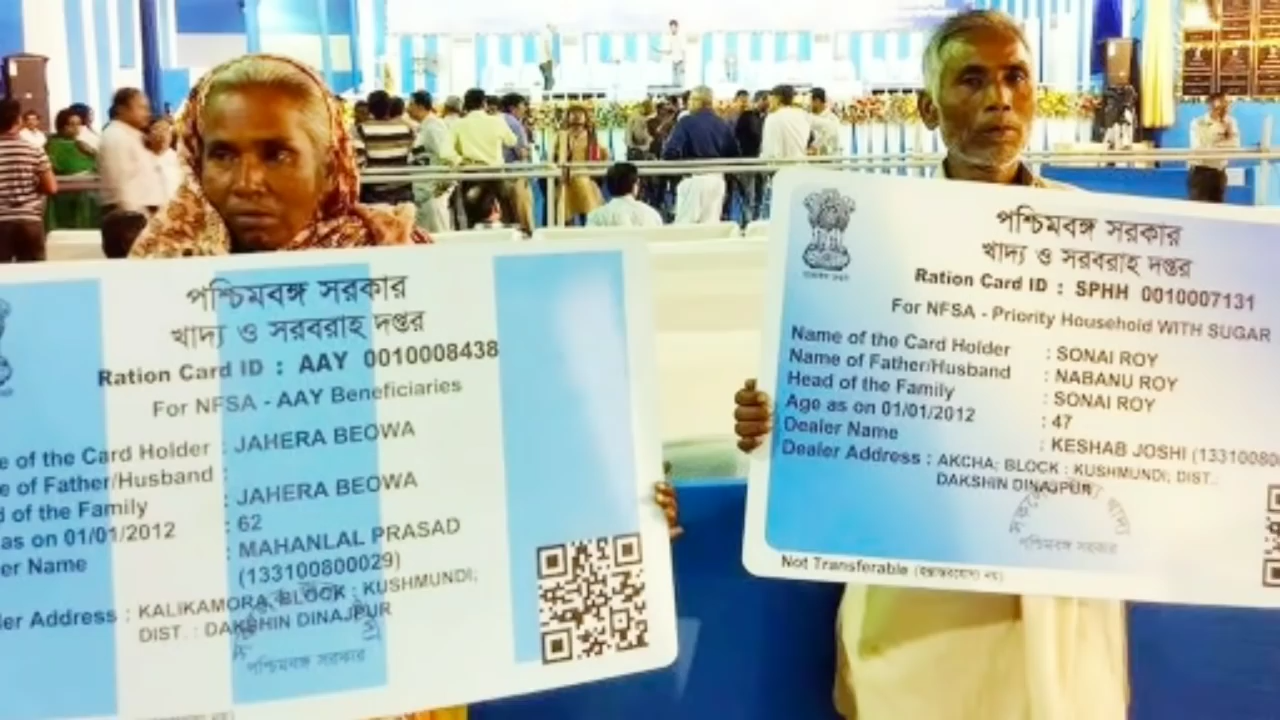 পশ্চিমবঙ্গ সরকার
খাদ্য ও সরবরাহ দপ্তর
Ration Card ID : AAY 0010008438
For NFSA - AAY Beneficiaries
of the Card Holder : JAHERA BEOWA
of Father/Husband :
of the Family : JAHERA BEOWA
as on 01/01/2012 : 62
Name : MAHANLAL PRASAD
(133100800029)
Address : KALIKAMORA, BLOCK : KUSHMUNDI;
DIST. : DAKSHIN DINAJPUR
পশ্চিমবঙ্গ সরকার
পশ্চিমবঙ্গ সরকার
খাদ্য ও সরবরাহ দপ্তর
Ration Card ID : SPHH 0010007131
For NFSA - Priority Household WITH SUGAR
Name of the Card Holder : SONAI ROY
Name of Father/Husband : NABANU ROY
Head of the Family : SONAI ROY
Age as on 01/01/2012 : 47
Dealer Name : KESHAB JOSHI (13310080
Dealer Address : AKCHA; BLOCK : KUSHMUNDI; DIST.:
DAKSHIN DINAJPUR
পশ্চিমবঙ্গ সরকার
Not Transferable (হস্তান্তরযোগ্য নয়)